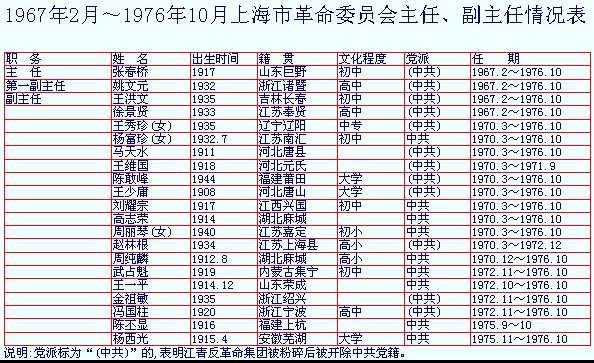 1967年2月～1976年10月上海市革命委员会主任、副主任情况表
职 务 姓 名 出生时间 籍 贯 文化程度 党派 任 期
主 任 张春桥 1917 山东巨野 初中 (中共) 1967.2～1976.10
第一副主任 姚文元 1932 浙江诸暨 高中 (中共) 1967.2～1976.10
副主任 王洪文 1935 吉林长春 初中 (中共) 1967.2～1976.10
徐景贤 1933 江苏奉贤 高中 (中共) 1967.2～1976.10
王秀珍(女) 1935 辽宁辽阳 中专 (中共) 1970.3～1976.10
杨富珍(女) 1932.7 江苏南汇 初中 中共 1970.3～1976.10
马天水 1911 河北唐县 (中共) 1970.3～1976.10
王维国 1918 河北元氏 (中共) 1970.3～1971.9
陈敢峰 1944 福建莆田 大学 (中共) 1970.3～1976.10
王少庸 1908 河北唐山 大学 (中共) 1970.3～1976.10
刘耀宗 1917 江西兴国 初中 中共 1970.3～1976.10
高志荣 1914 湖北麻城 中共 1970.3～1976.10
周丽琴(女) 1940 江苏嘉定 初小 中共 1970.3～1976.10
赵林根 1934 江苏上海县 高小 (中共) 1970.3～1972.12
周纯麟 1912.8 湖北麻城 高小 中共 1970.12～1976.10
武占魁 1919 内蒙古集宁 初中 中共 1972.11～1976.10
王一平 1914.12 山东荣成 中共 1972.10～1976.10
金祖敏 1935 浙江绍兴 (中共) 1972.11～1976.10
冯国柱 1920 浙江宁波 高中 (中共) 1972.11～1976.10
陈丕显 1916 福建上杭 中共 1975.9～10
杨西光 1915.4 安徽芜湖 大学 中共 1975.11～1976.10
说明:党派标为“(中共)”的,表明江青反革命集团被粉碎后被开除中共党籍。